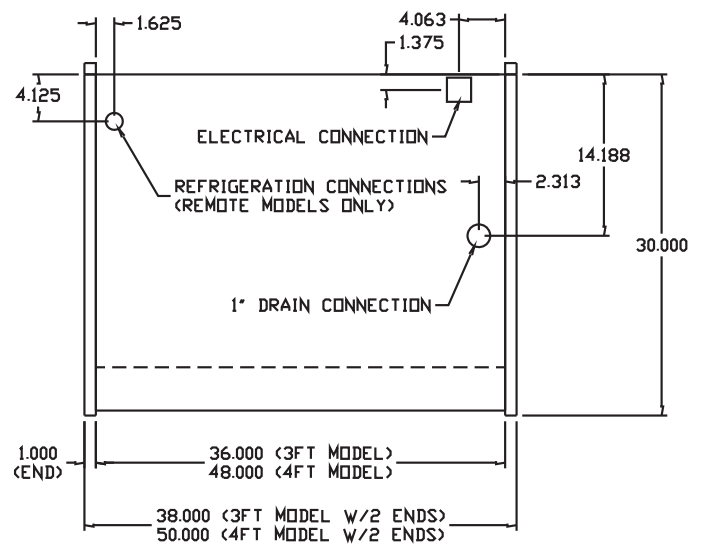 1.625
4.063
1.375
4.125
ELECTRICAL CONNECTION
14.188
REFRIGERATION CONNECTIONS
(REMOTE MODELS ONLY)
2.313
30.000
1" DRAIN CONNECTION
1.000
(END)
36.000 (3FT MODEL)
48.000 (4FT MODEL)
38.000 (3FT MODEL W/2 ENDS)
50.000 (4FT MODEL W/2 ENDS)